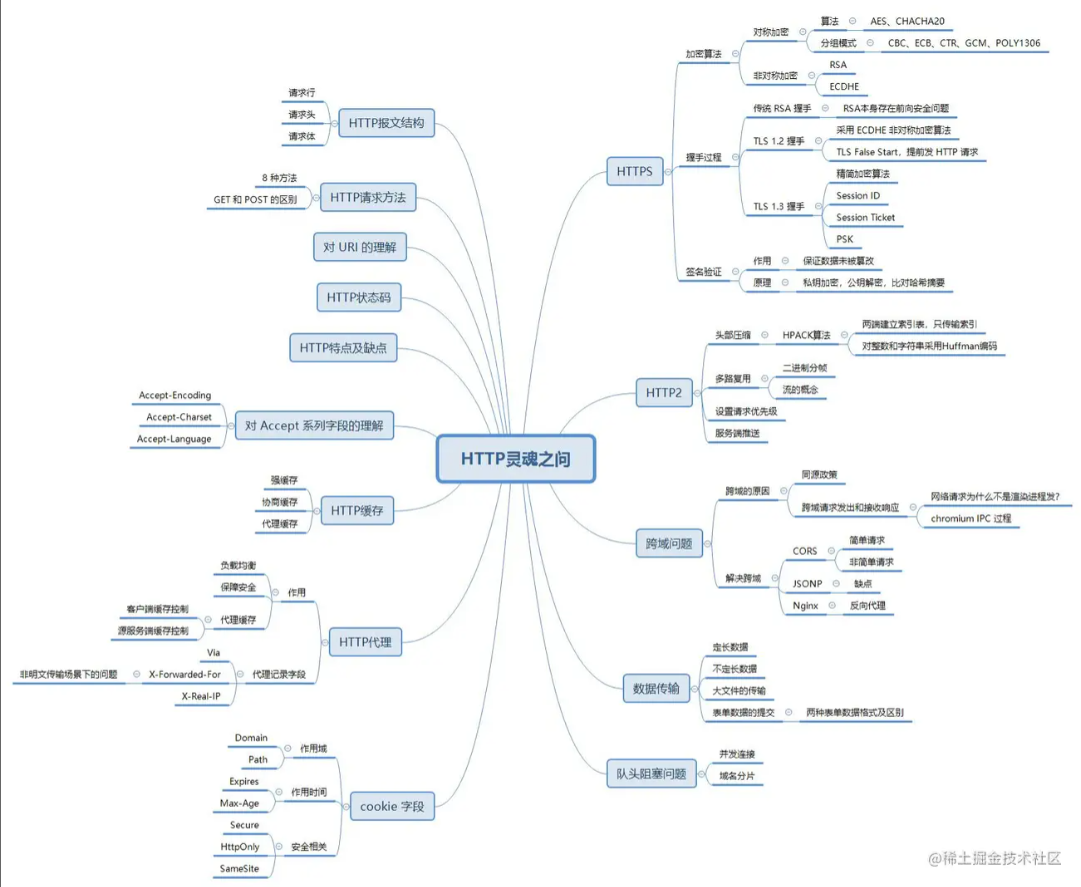 HTTP灵魂之问
HTTP报文结构
请求行
请求头
请求体
HTTP请求方法
8 种方法
GET 和 POST 的区别
对 URI 的理解
HTTP状态码
HTTP特点及缺点
对 Accept 系列字段的理解
Accept-Encoding
Accept-Charset
Accept-Language
HTTP缓存
强缓存
协商缓存
代理缓存
HTTP代理
作用
负载均衡
保障安全
代理缓存
客户端缓存控制
源服务端缓存控制
代理记录字段
Via
X-Forwarded-For
非明文传输场景下的问题
X-Real-IP
cookie 字段
作用域
Domain
Path
作用时间
Expires
Max-Age
安全相关
Secure
HttpOnly
SameSite
HTTPS
加密算法
对称加密
算法
AES、CHACHA20
分组模式
CBC、ECB、CTR、GCM、POLY1306
非对称加密
RSA
ECDHE
握手过程
传统 RSA 握手
RSA本身存在前向安全问题
TLS 1.2 握手
采用 ECDHE 非对称加密算法
TLS False Start，提前发 HTTP 请求
TLS 1.3 握手
精简加密算法
Session ID
Session Ticket
PSK
签名验证
作用
保证数据未被篡改
原理
私钥加密，公钥解密，比对哈希摘要
HTTP2
头部压缩
HPACK算法
两端建立索引表，只传输索引
对整数和字符串采用Huffman编码
多路复用
二进制分帧
流的概念
设置请求优先级
服务端推送
跨域问题
跨域的原因
同源政策
跨域请求发出和接收响应
网络请求为什么不是渲染进程发?
chromium IPC 过程
解决跨域
CORS
简单请求
非简单请求
JSONP
缺点
Nginx
反向代理
数据传输
定长数据
不定长数据
大文件的传输
表单数据的提交
两种表单数据格式及区别
队头阻塞问题
并发连接
域名分片
@稀土掘金技术社区